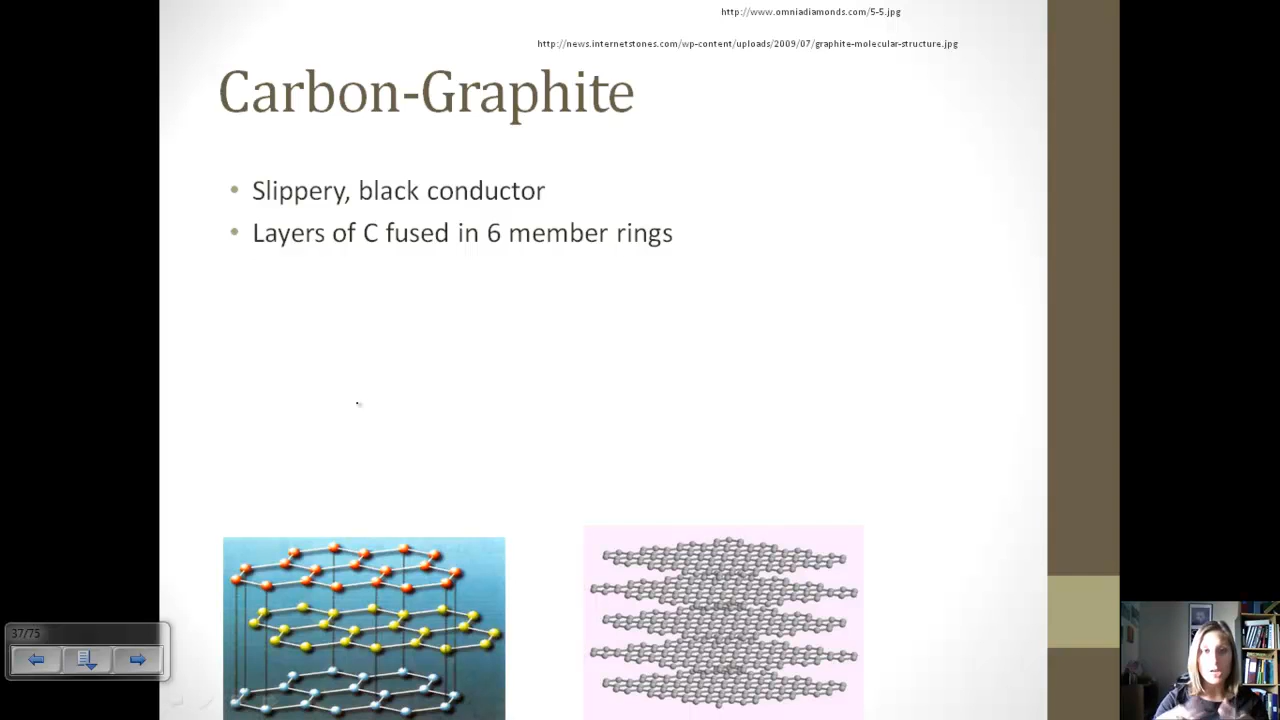 http://www.omniadiamonds.com/5-5.jpg
http://news.internetstones.com/wp-content/uploads/2009/07/graphite-molecular-structure.jpg
Carbon-Graphite
• Slippery, black conductor
• Layers of C fused in 6 member rings
37/75